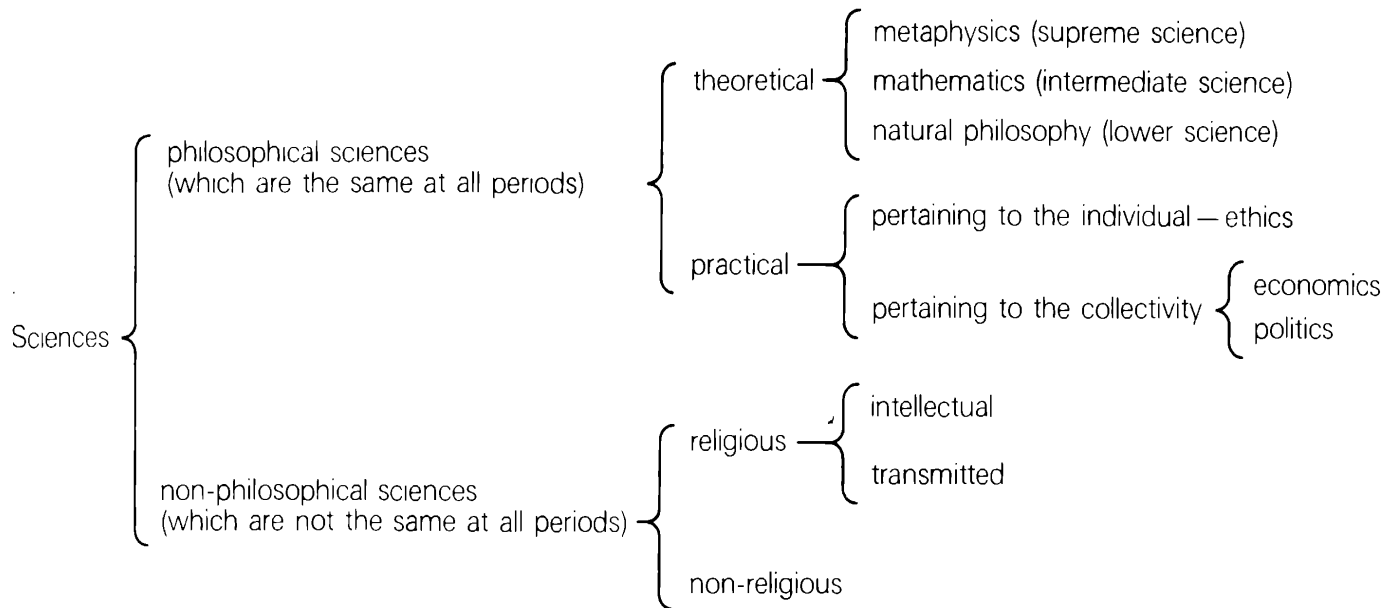 Sciences
philosophical sciences
(which are the same at all periods)
theoretical
metaphysics (supreme science)
mathematics (intermediate science)
natural philosophy (lower science)
practical
pertaining to the individual — ethics
pertaining to the collectivity
economics
politics
non-philosophical sciences
(which are not the same at all periods)
religious
intellectual
transmitted
non-religious